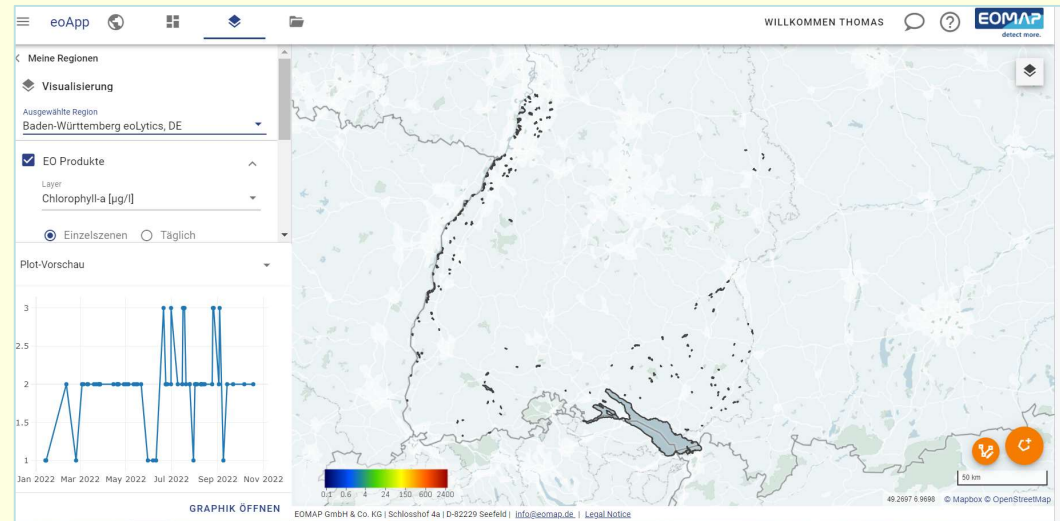 eoApp
WILLKOMMEN THOMAS
EOMAP
detect more.
Meine Regionen
Visualisierung
Ausgewählte Region
Baden-Württemberg eoLytics, DE
EO Produkte
Layer
Chlorophyll-a [µg/l]
Einzelszenen Täglich
Plot-Vorschau
3
2.5
2
1.5
1
Jan 2022 Mar 2022 May 2022 Jul 2022 Sep 2022 Nov 2022
GRAPHIK ÖFFNEN
0.1 0.6 4 24 150 600 2400
50 km
49.2697 6.9698 © Mapbox © OpenStreetMap
EOMAP GmbH & Co. KG | Schlosshof 4a | D-82229 Seefeld | info@eomap.de | Legal Notice